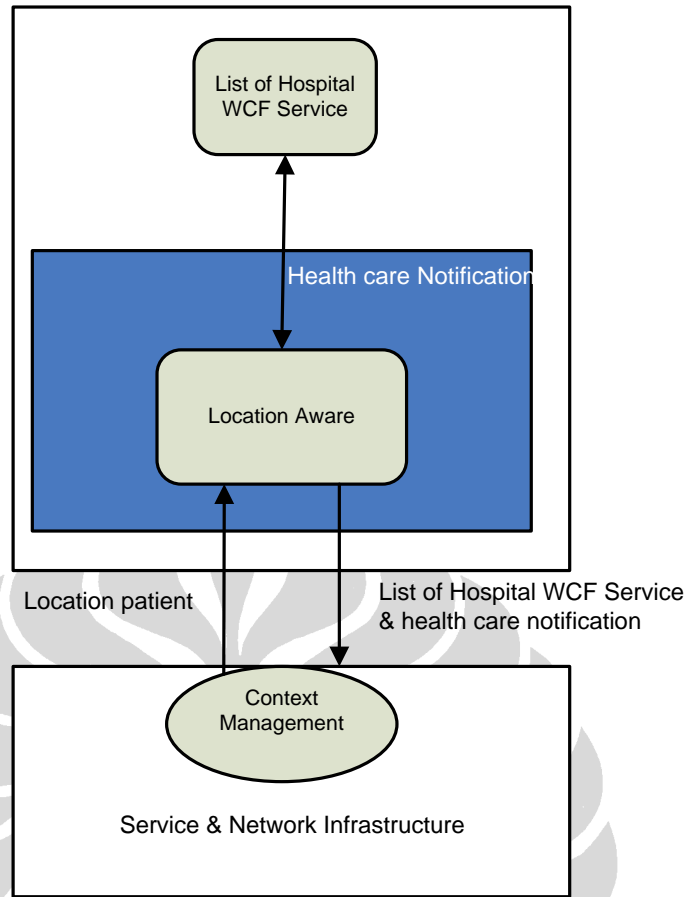 List of Hospital
WCF Service
Health care Notification
Location Aware
Location patient
List of Hospital WCF Service
& health care notification
Context
Management
Service & Network Infrastructure